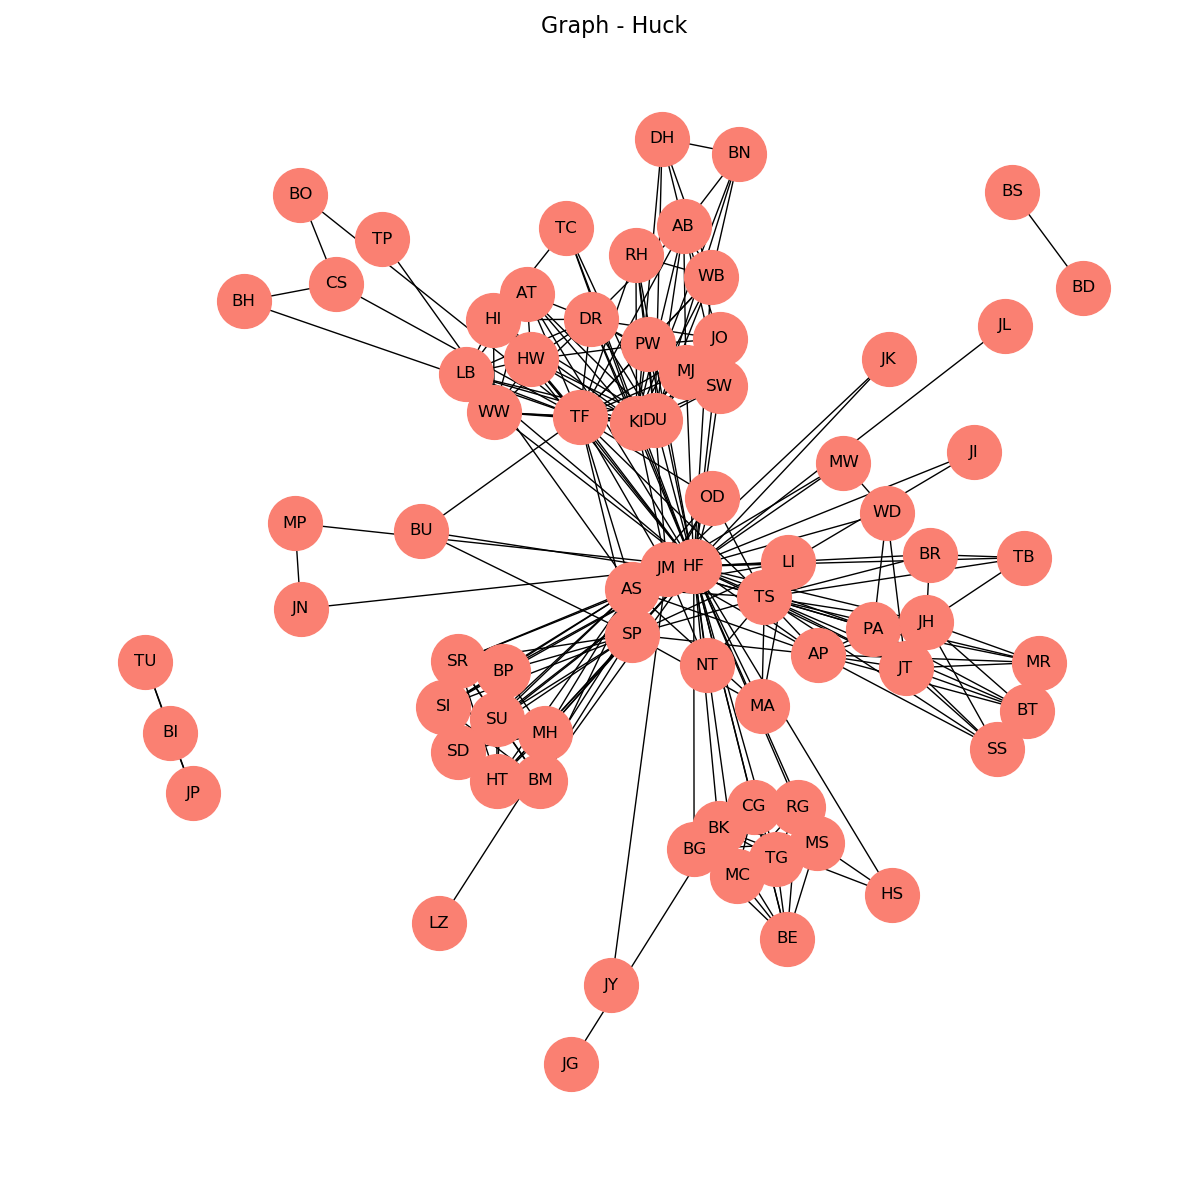 Graph - Huck
DH
BN
BS
BO
AB
TC
TP
RH
WB
CS
BD
AT
BH
HI
DR
JL
JO
PW
HW
JK
MJ
LB
SW
WW
TF
KI
DU
JI
MW
OD
WD
MP
BU
BR
TB
LI
JM
HF
AS
TS
JN
JH
PA
SP
AP
TU
SR
MR
NT
JT
BP
SI
MA
BT
SU
BI
MH
SD
SS
HT
BM
JP
CG
RG
BK
MS
BG
TG
MC
HS
LZ
BE
JY
JG